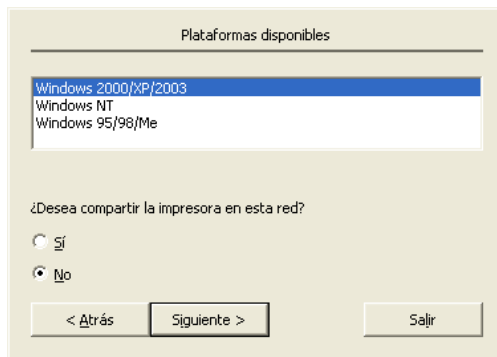 Plataformas disponibles
Windows 2000/XP/2003
Windows NT
Windows 95/98/Me
¿Desea compartir la impresora en esta red?
Sí
No
< Atrás Siguiente > Salir